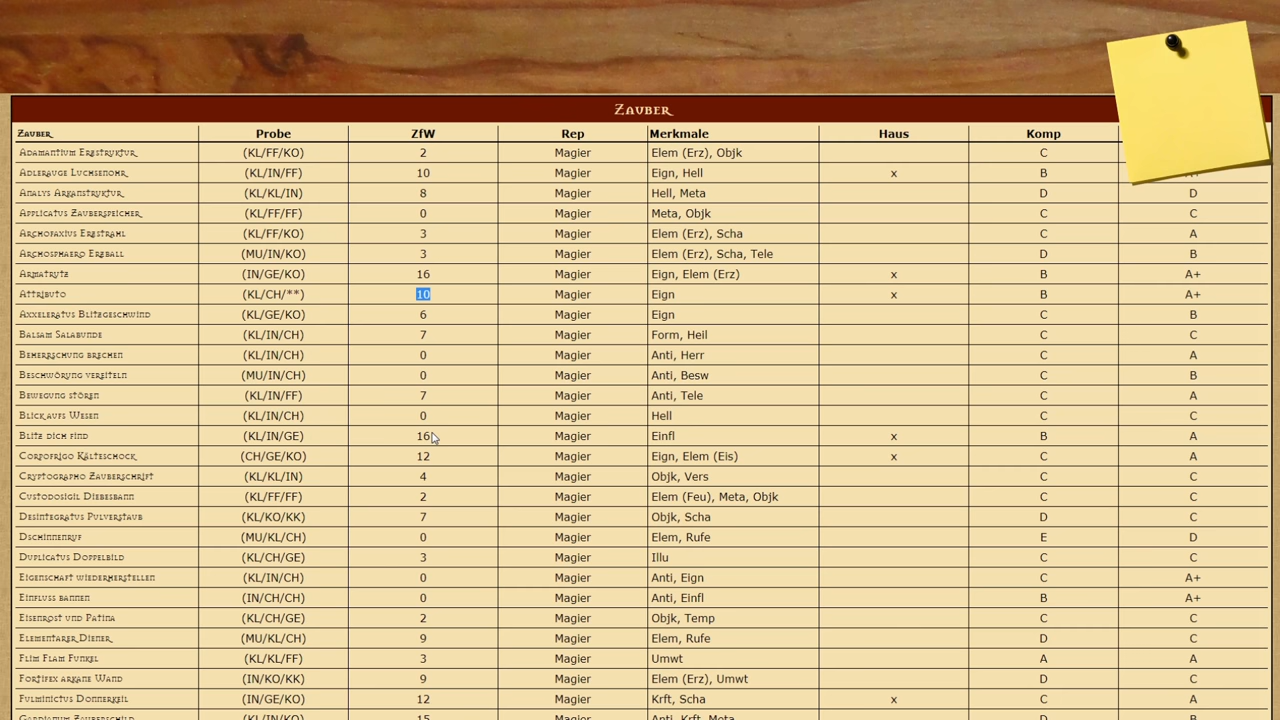 Zauber
Zauber Probe ZfW Rep Merkmale Haus Komp
Adamantium Erzstruktur (KL/FF/KO) 2 Magier Elem (Erz), Objk C
Adlerauge Luchsenohr (KL/IN/FF) 10 Magier Eign, Hell x B A+
Analys Arkanstruktur (KL/KL/IN) 8 Magier Hell, Meta D D
Applicatus Zauberspeicher (KL/FF/FF) 0 Magier Meta, Objk C C
Archofaxius Erzstrahl (KL/FF/KO) 3 Magier Elem (Erz), Scha C A
Archosphaero Erzball (MU/IN/KO) 3 Magier Elem (Erz), Scha, Tele D B
Armatrutz (IN/GE/KO) 16 Magier Eign, Elem (Erz) x B A+
Attributo (KL/CH/**) 10 Magier Eign x B A+
Axxeleratus Blitzgeschwind (KL/GE/KO) 6 Magier Eign C B
Balsam Salabunde (KL/IN/CH) 7 Magier Form, Heil C C
Beherrschung brechen (KL/IN/CH) 0 Magier Anti, Herr C A
Beschwörung vereiteln (MU/IN/CH) 0 Magier Anti, Besw C B
Bewegung stören (KL/IN/FF) 7 Magier Anti, Tele C A
Blick aufs Wesen (KL/IN/CH) 0 Magier Hell C C
Blitz dich find (KL/IN/GE) 16 Magier Einfl x B A
Corpofrigo Kälteschock (CH/GE/KO) 12 Magier Eign, Elem (Eis) x C A
Cryptographo Zauberschrift (KL/KL/IN) 4 Magier Objk, Vers C C
Custodosigil Diebesbann (KL/FF/FF) 2 Magier Elem (Feu), Meta, Objk C C
Desintegratus Pulverstaub (KL/KO/KK) 7 Magier Objk, Scha D C
Dschinnenruf (MU/KL/CH) 0 Magier Elem, Rufe E D
Duplicatus Doppelbild (KL/CH/GE) 3 Magier Illu C C
Eigenschaft wiederherstellen (KL/IN/CH) 0 Magier Anti, Eign C A+
Einfluss bannen (IN/CH/CH) 0 Magier Anti, Einfl B A+
Eisenrost und Patina (KL/CH/GE) 2 Magier Objk, Temp C C
Elementarer Diener (MU/KL/CH) 9 Magier Elem, Rufe D C
Flim Flam Funkel (KL/KL/FF) 3 Magier Umwt A A
Fortifex arkane Wand (IN/KO/KK) 9 Magier Elem (Erz), Umwt D C
Fulminictus Donnerkeil (IN/GE/KO) 12 Magier Krft, Scha x C A
Gardianum Zauberschild (KL/IN/KO) 15 Magier Anti, Krft, Meta D B